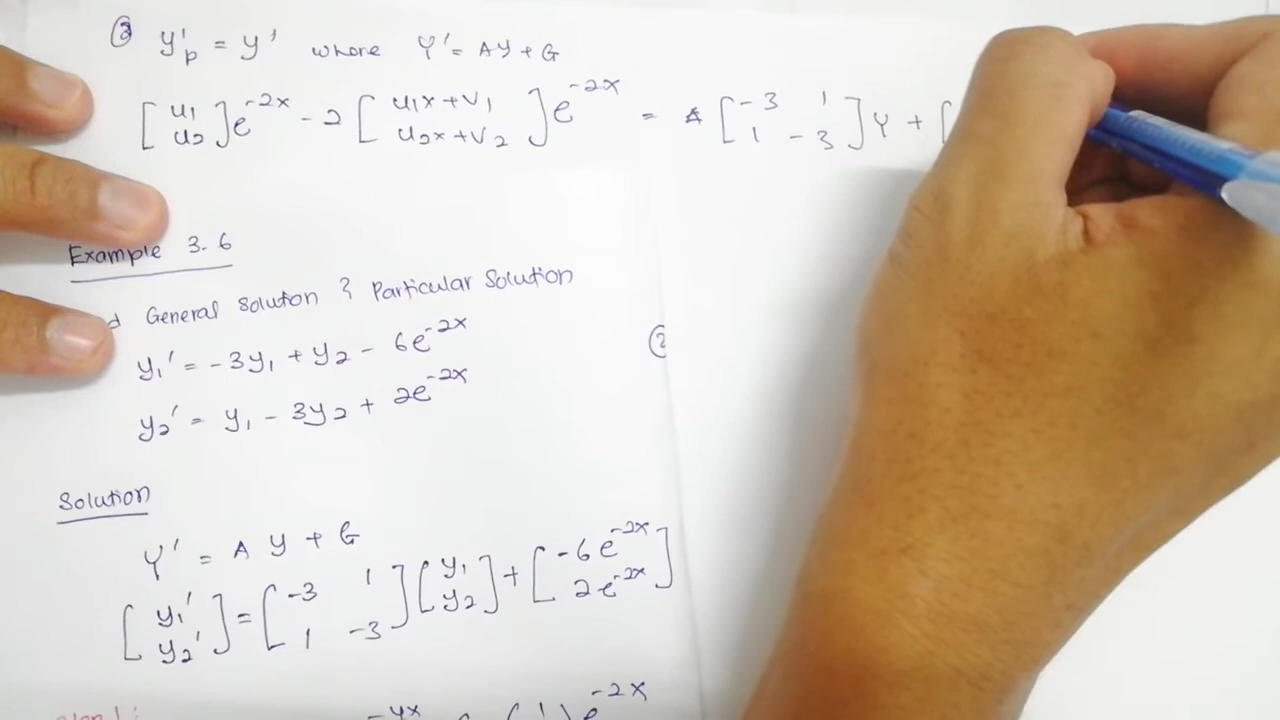 ③ y'p = y' where Y' = AY + G
[u1 u2] e^-2x - 2 [u1x+v1 u2x+v2] e^-2x = A [-3 1 1 -3] Y + [
Example 3.6
d General Solution & Particular Solution
y1' = -3y1 + y2 - 6e^-2x
y2' = y1 - 3y2 + 2e^-2x
②
Solution
Y' = A Y + G
[y1' y2'] = [-3 1 1 -3] [y1 y2] + [-6e^-2x 2e^-2x]